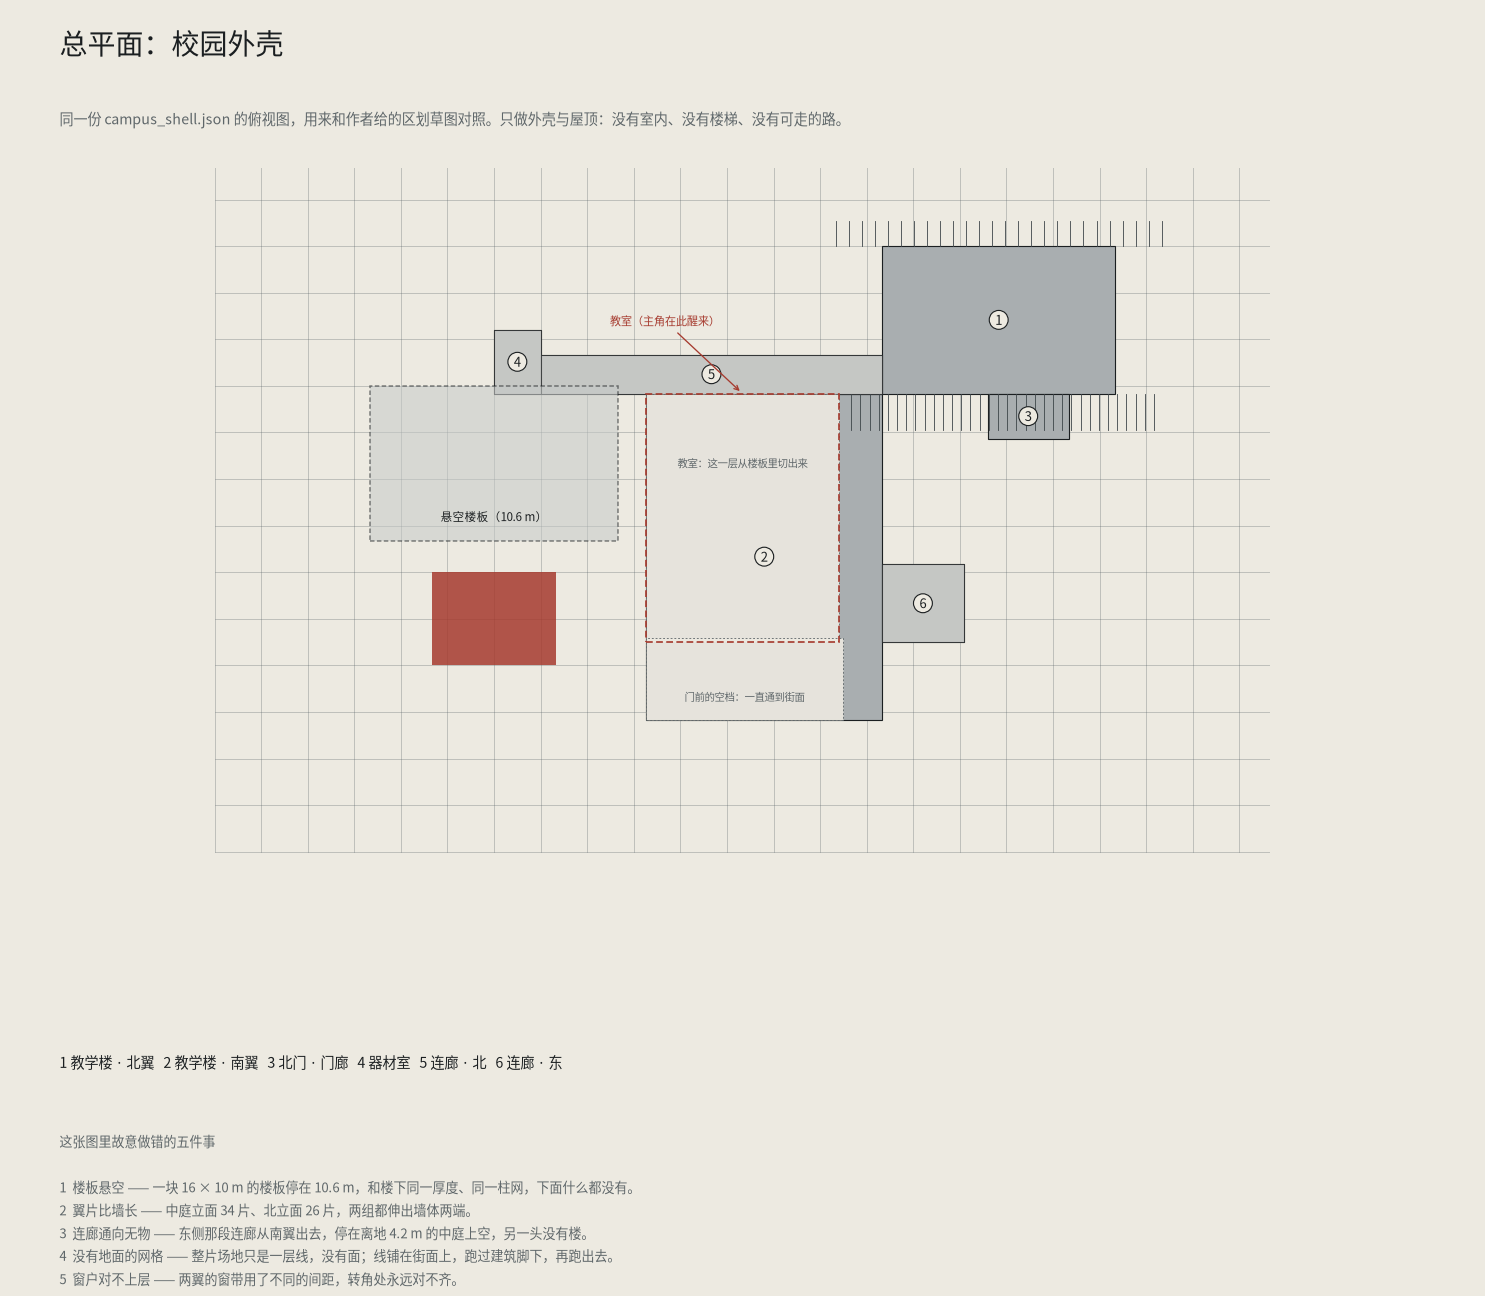 总平面：校园外壳
同一份 campus_shell.json 的俯视图，用来和作者给的区划草图对照。只做外壳与屋顶：没有室内、没有楼梯、没有可走的路。
1
教室（主角在此醒来）
4
5
3
教室：这一层从楼板里切出来
悬空楼板（10.6 m）
2
6
门前的空档：一直通到街面
1 教学楼 · 北翼 2 教学楼 · 南翼 3 北门 · 门廊 4 器材室 5 连廊 · 北 6 连廊 · 东
这张图里故意做错的五件事
1 楼板悬空 —— 一块 16 × 10 m 的楼板停在 10.6 m，和楼下同一厚度、同一柱网，下面什么都没有。
2 翼片比墙长 —— 中庭立面 34 片、北立面 26 片，两组都伸出墙体两端。
3 连廊通向无物 —— 东侧那段连廊从南翼出去，停在离地 4.2 m 的中庭上空，另一头没有楼。
4 没有地面的网格 —— 整片场地只是一层线，没有面；线铺在街面上，跑过建筑脚下，再跑出去。
5 窗户对不上层 —— 两翼的窗带用了不同的间距，转角处永远对不齐。